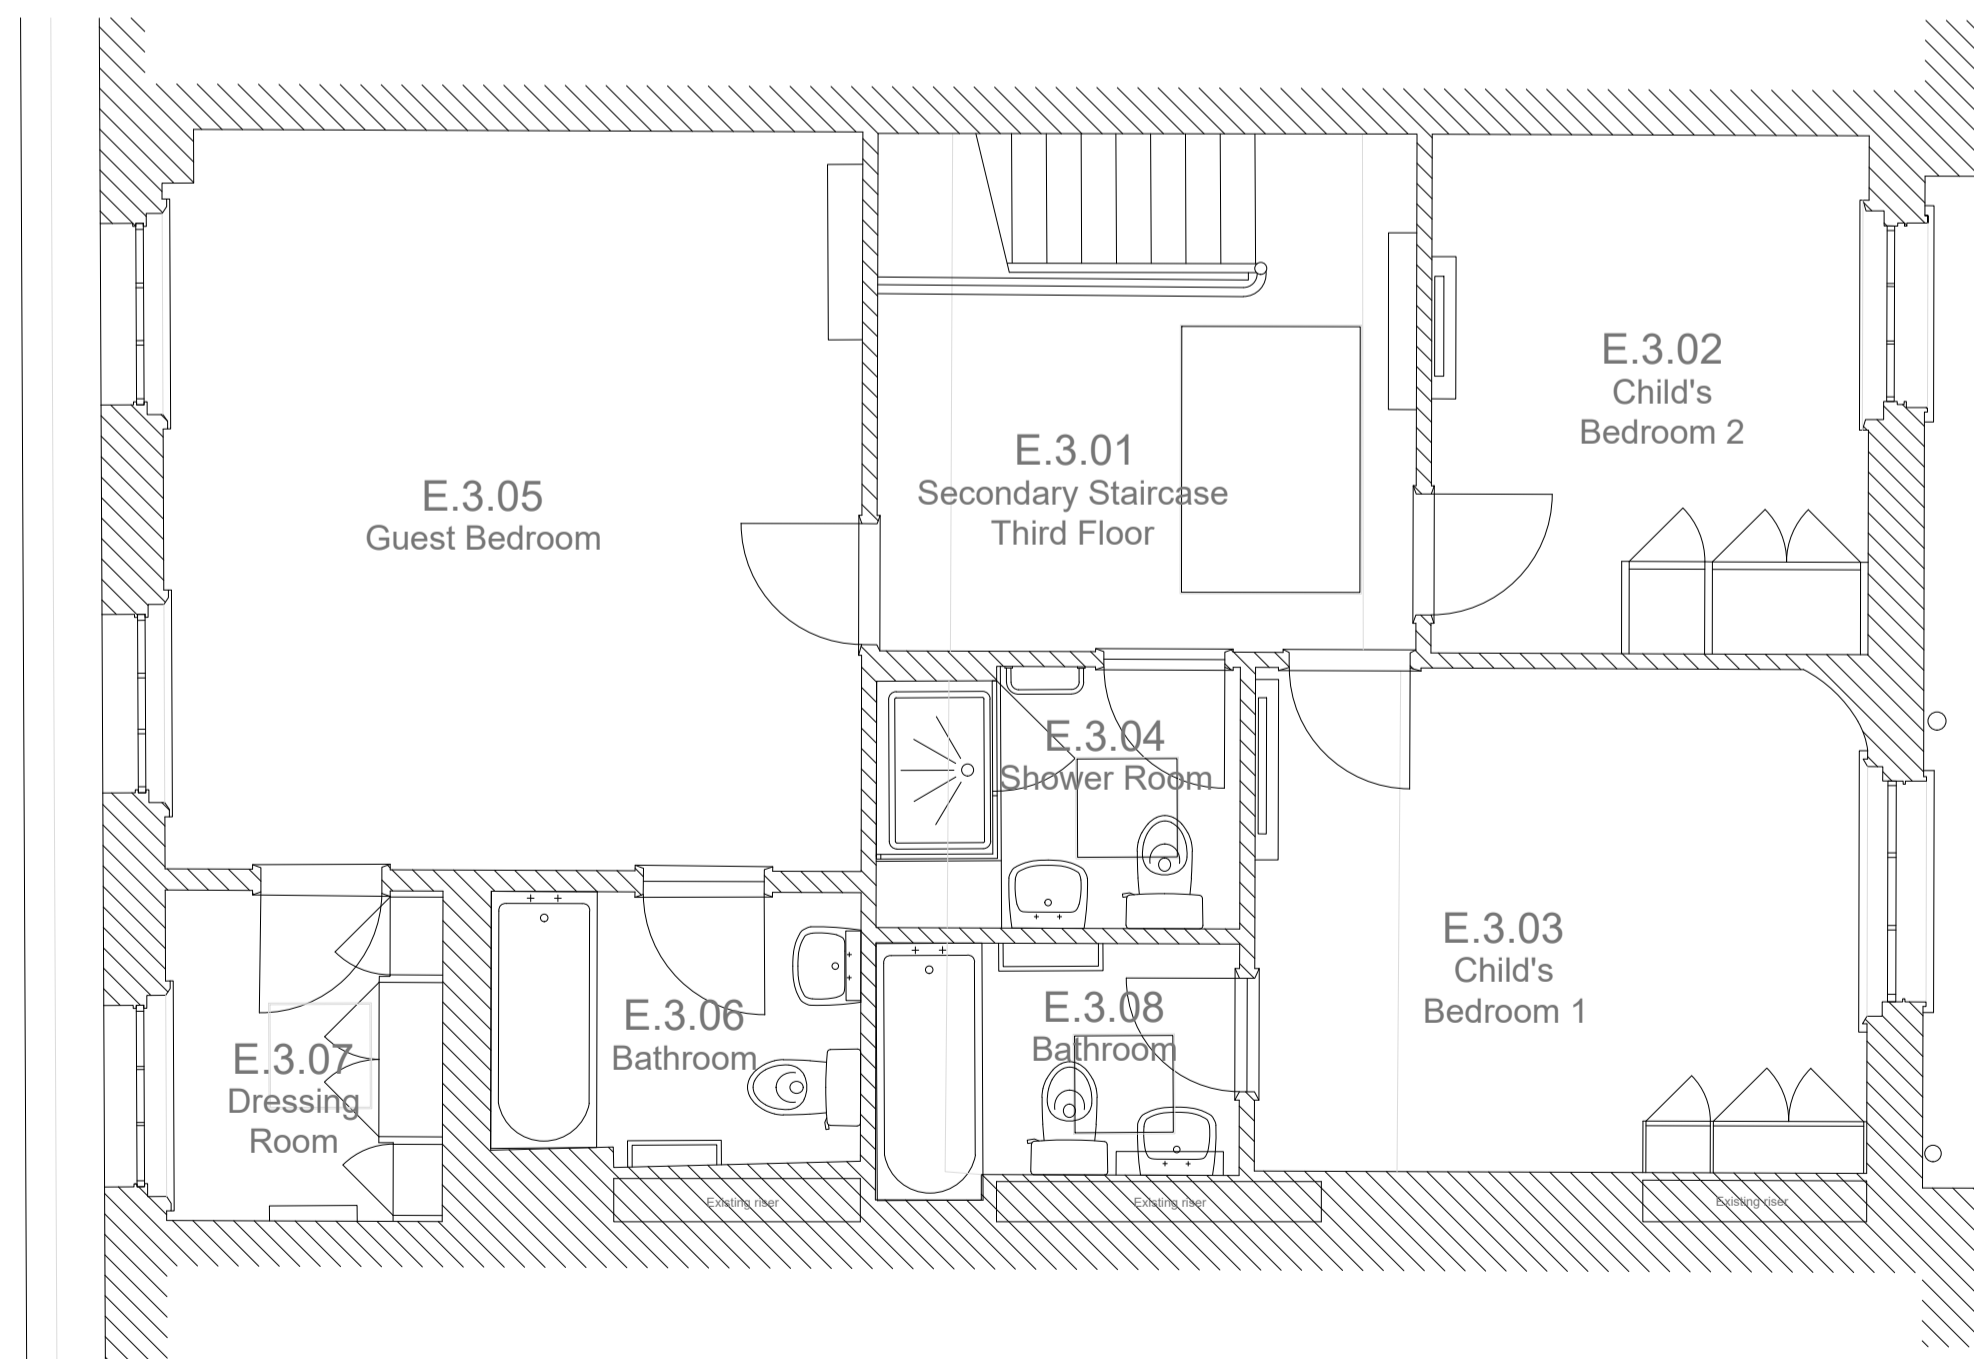 E.3.02
Child's
Bedroom 2
E.3.01
Secondary Staircase
Third Floor
E.3.05
Guest Bedroom
E.3.04
Shower Room
E.3.03
Child's
Bedroom 1
E.3.06
Bathroom
E.3.08
Bathroom
E.3.07
Dressing
Room
Existing riser
Existing riser
Existing riser